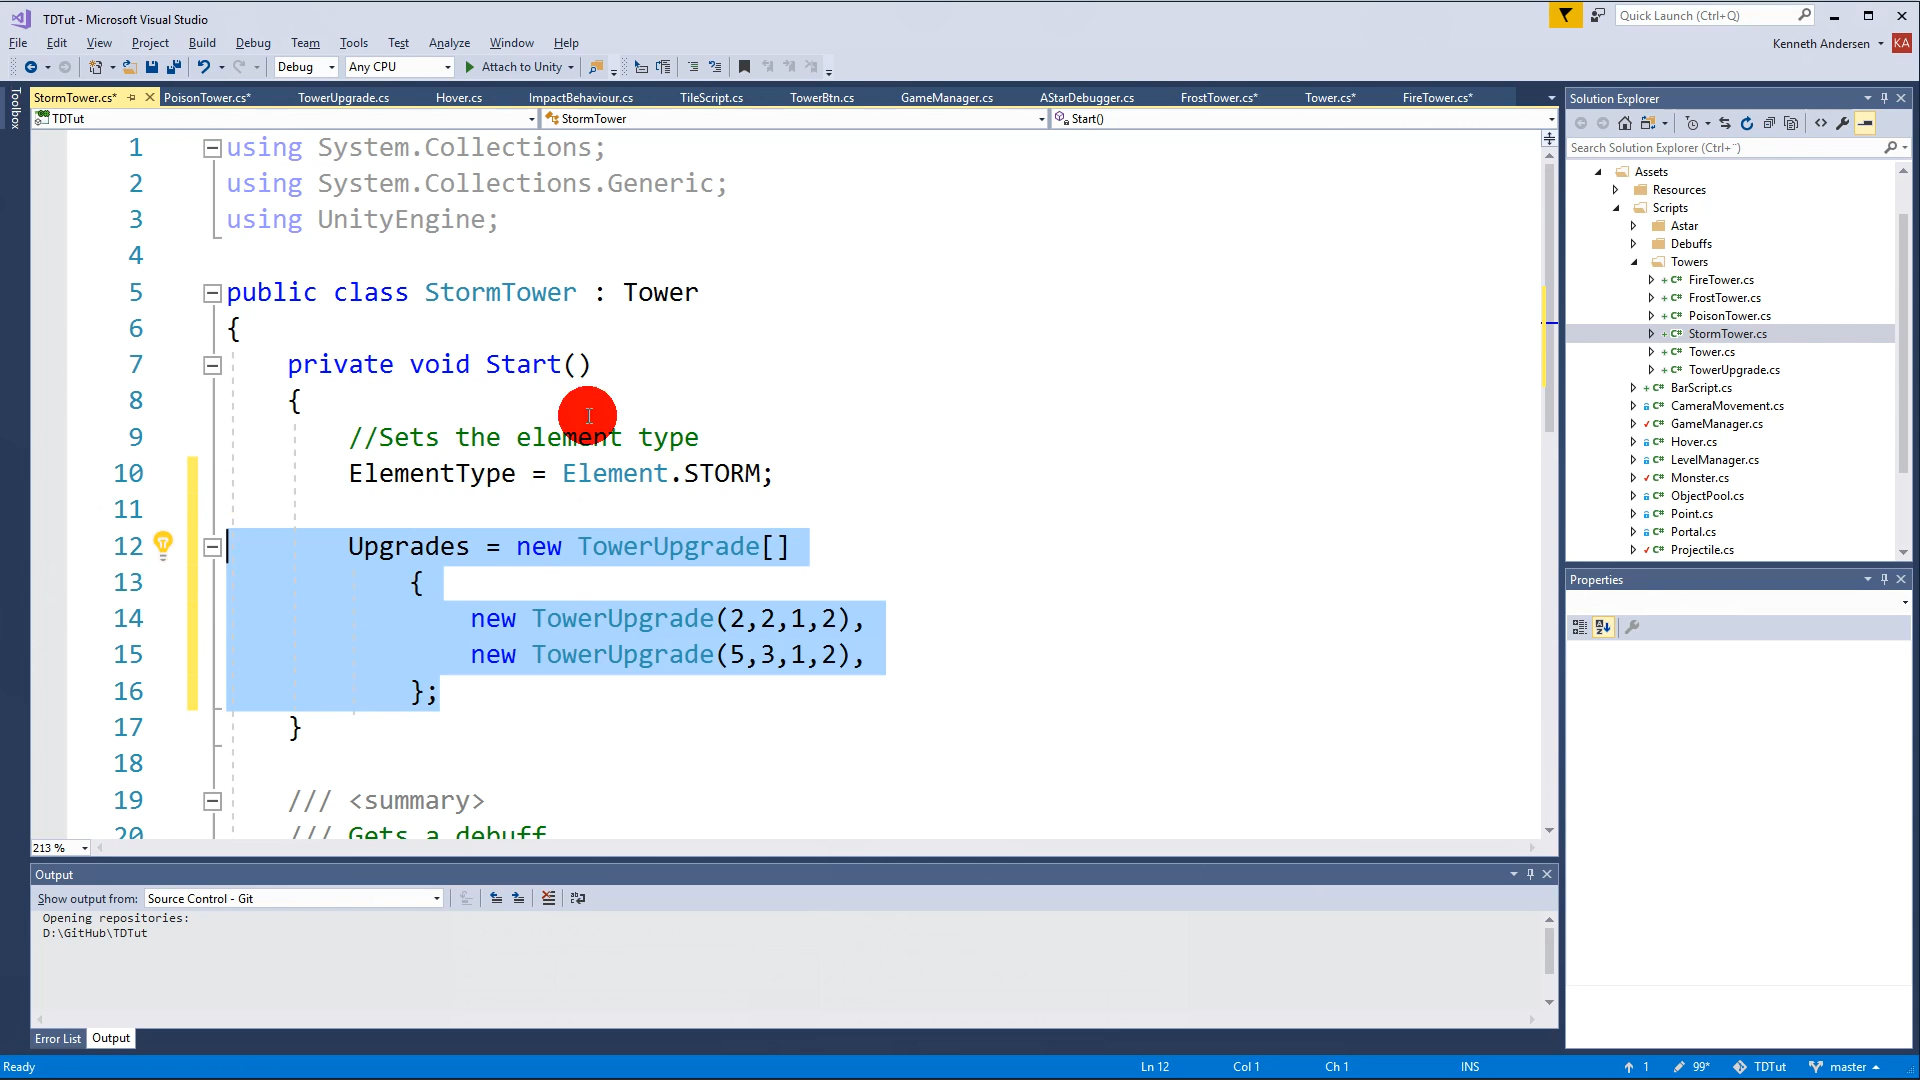 TDTut - Microsoft Visual Studio
Quick Launch (Ctrl+Q)
File Edit View Project Build Debug Team Tools Test Analyze Window Help
Kenneth Andersen KA
Debug Any CPU Attach to Unity
Toolbox
StormTower.cs* PoisonTower.cs* TowerUpgrade.cs Hover.cs ImpactBehaviour.cs TileScript.cs TowerBtn.cs GameManager.cs AStarDebugger.cs FrostTower.cs* Tower.cs* FireTower.cs*
TDTut StormTower Start()
1 using System.Collections;
2 using System.Collections.Generic;
3 using UnityEngine;
4
5 public class StormTower : Tower
6 {
7 private void Start()
8 {
9 //Sets the element type
10 ElementType = Element.STORM;
11
12 Upgrades = new TowerUpgrade[]
13 {
14 new TowerUpgrade(2,2,1,2),
15 new TowerUpgrade(5,3,1,2),
16 };
17 }
18
19 /// <summary>
20 /// Gets a debuff
213 %
Output
Show output from: Source Control - Git
Opening repositories:
D:\GitHub\TDTut
Error List Output
Solution Explorer
Search Solution Explorer (Ctrl+¨)
Assets
Resources
Scripts
Astar
Debuffs
Towers
C# FireTower.cs
C# FrostTower.cs
C# PoisonTower.cs
C# StormTower.cs
C# Tower.cs
C# TowerUpgrade.cs
C# BarScript.cs
C# CameraMovement.cs
C# GameManager.cs
C# Hover.cs
C# LevelManager.cs
C# Monster.cs
C# ObjectPool.cs
C# Point.cs
C# Portal.cs
C# Projectile.cs
Properties
Ready Ln 12 Col 1 Ch 1 INS 1 99* TDTut master